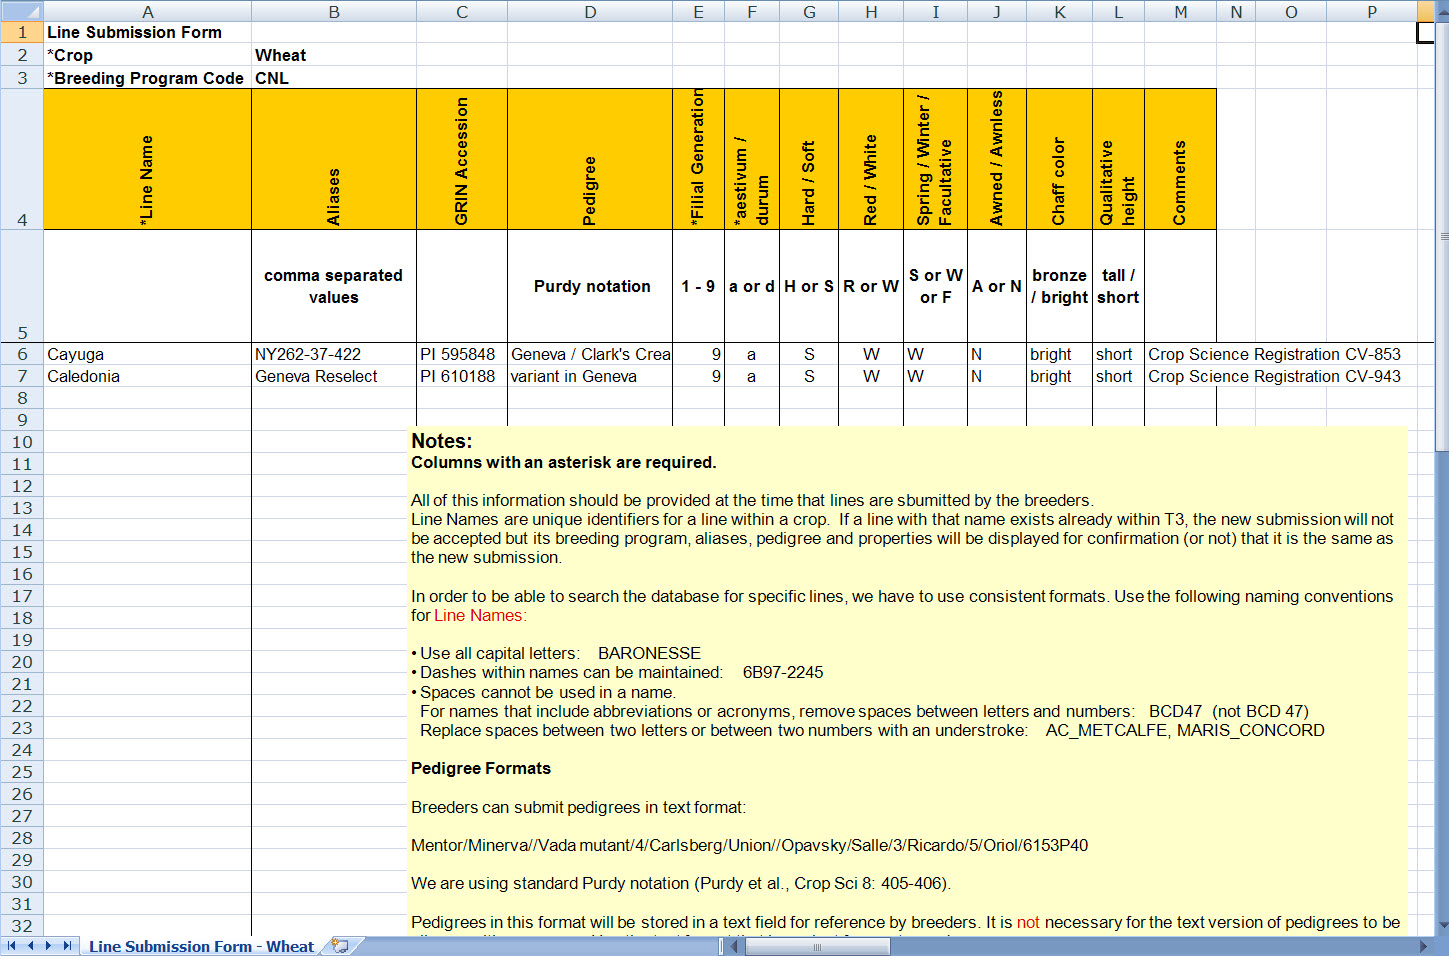 A B C D E F G H I J K L M N O P
1 Line Submission Form
2 *Crop Wheat
3 *Breeding Program Code CNL
4 *Line Name Aliases GRIN Accession Pedigree *Filial Generation *aestivum / durum Hard / Soft Red / White Spring / Winter / Facultative Awned / Awnless Chaff color Qualitative height Comments
5 comma separated values Purdy notation 1 - 9 a or d H or S R or W S or W or F A or N bronze / bright tall / short
6 Cayuga NY262-37-422 PI 595848 Geneva / Clark's Crea 9 a S W W N bright short Crop Science Registration CV-853
7 Caledonia Geneva Reselect PI 610188 variant in Geneva 9 a S W W N bright short Crop Science Registration CV-943
8
9
10 Notes:
11 Columns with an asterisk are required.
12
13 All of this information should be provided at the time that lines are sbumitted by the breeders.
14 Line Names are unique identifiers for a line within a crop. If a line with that name exists already within T3, the new submission will not
15 be accepted but its breeding program, aliases, pedigree and properties will be displayed for confirmation (or not) that it is the same as
the new submission.
16
17 In order to be able to search the database for specific lines, we have to use consistent formats. Use the following naming conventions
18 for Line Names:
19
20 • Use all capital letters: BARONESSE
21 • Dashes within names can be maintained: 6B97-2245
22 • Spaces cannot be used in a name.
For names that include abbreviations or acronyms, remove spaces between letters and numbers: BCD47 (not BCD 47)
23 Replace spaces between two letters or between two numbers with an understroke: AC_METCALFE, MARIS_CONCORD
24
25 Pedigree Formats
26
27 Breeders can submit pedigrees in text format:
28
29 Mentor/Minerva//Vada mutant/4/Carlsberg/Union//Opavsky/Salle/3/Ricardo/5/Oriol/6153P40
30 We are using standard Purdy notation (Purdy et al., Crop Sci 8: 405-406).
31
32 Pedigrees in this format will be stored in a text field for reference by breeders. It is not necessary for the text version of pedigrees to be
Line Submission Form - Wheat